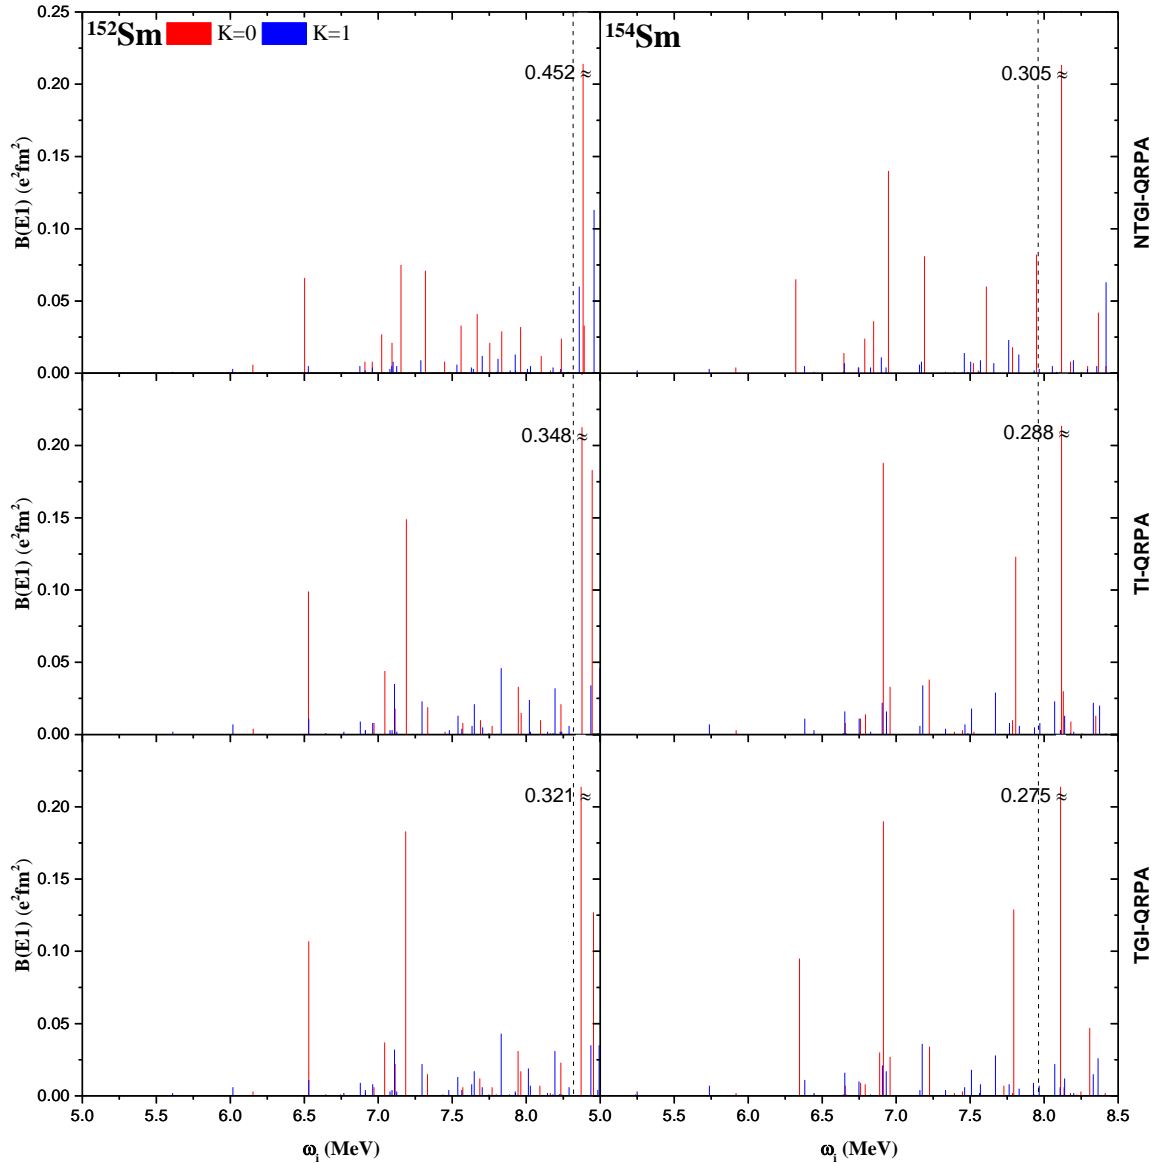 ¹⁵²Sm K=0 K=1
¹⁵⁴Sm
0.25
0.20
0.15
0.10
0.05
0.00
B(E1) (e²fm²)
0.452 ≈
0.305 ≈
NTGI-QRPA
0.20
0.15
0.10
0.05
0.00
B(E1) (e²fm²)
0.348 ≈
0.288 ≈
TI-QRPA
0.20
0.15
0.10
0.05
0.00
B(E1) (e²fm²)
0.321 ≈
0.275 ≈
TGI-QRPA
5.0 5.5 6.0 6.5 7.0 7.5 8.0 5.0 5.5 6.0 6.5 7.0 7.5 8.0 8.5
ωᵢ (MeV) ωᵢ (MeV)